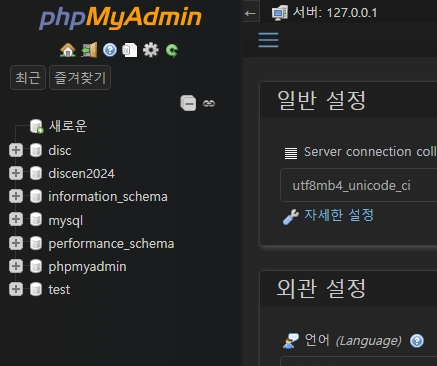 phpMyAdmin
최근 즐겨찾기
새로운
disc
discen2024
information_schema
mysql
performance_schema
phpmyadmin
test
서버: 127.0.0.1
일반 설정
Server connection coll
utf8mb4_unicode_ci
자세한 설정
외관 설정
언어 (Language)